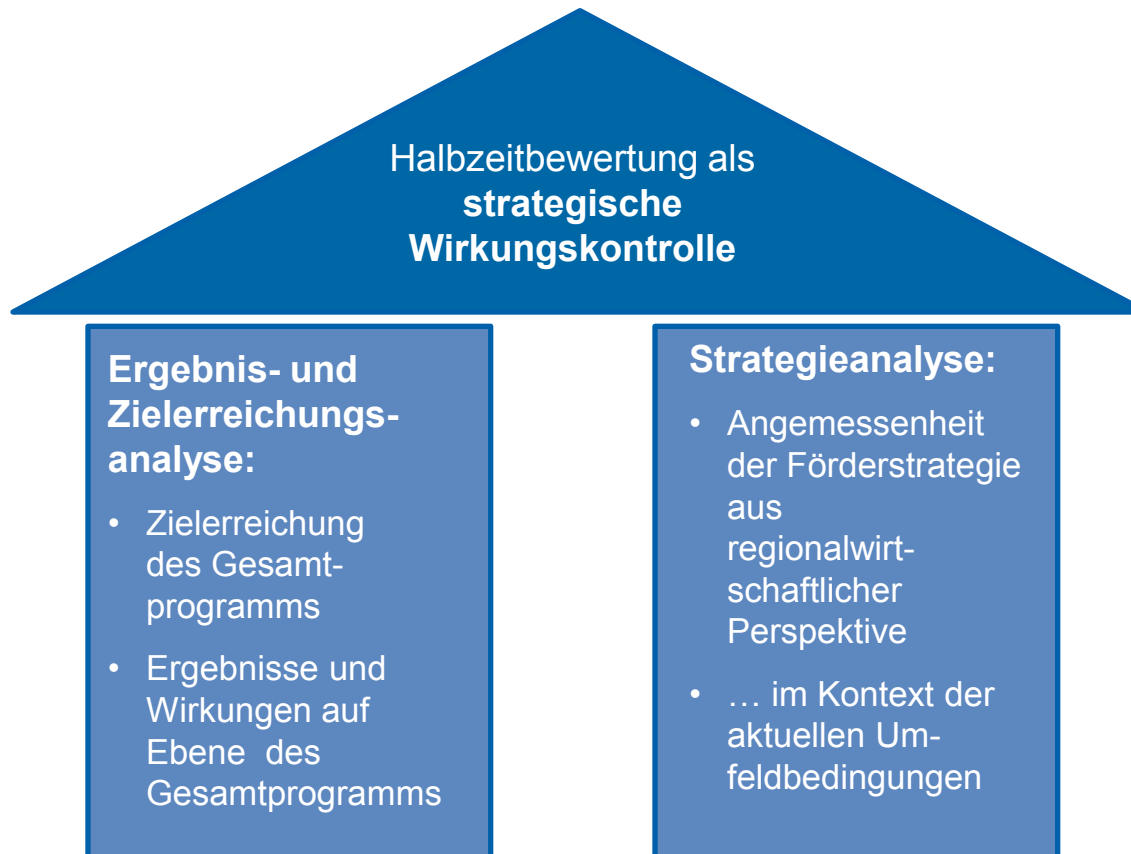 Halbzeitbewertung als
strategische
Wirkungskontrolle
Ergebnis- und
Zielerreichungs-
analyse:
• Zielerreichung
des Gesamt-
programms
• Ergebnisse und
Wirkungen auf
Ebene des
Gesamtprogramms
Strategieanalyse:
• Angemessenheit
der Förderstrategie
aus
regionalwirt-
schaftlicher
Perspektive
• … im Kontext der
aktuellen Um-
feldbedingungen